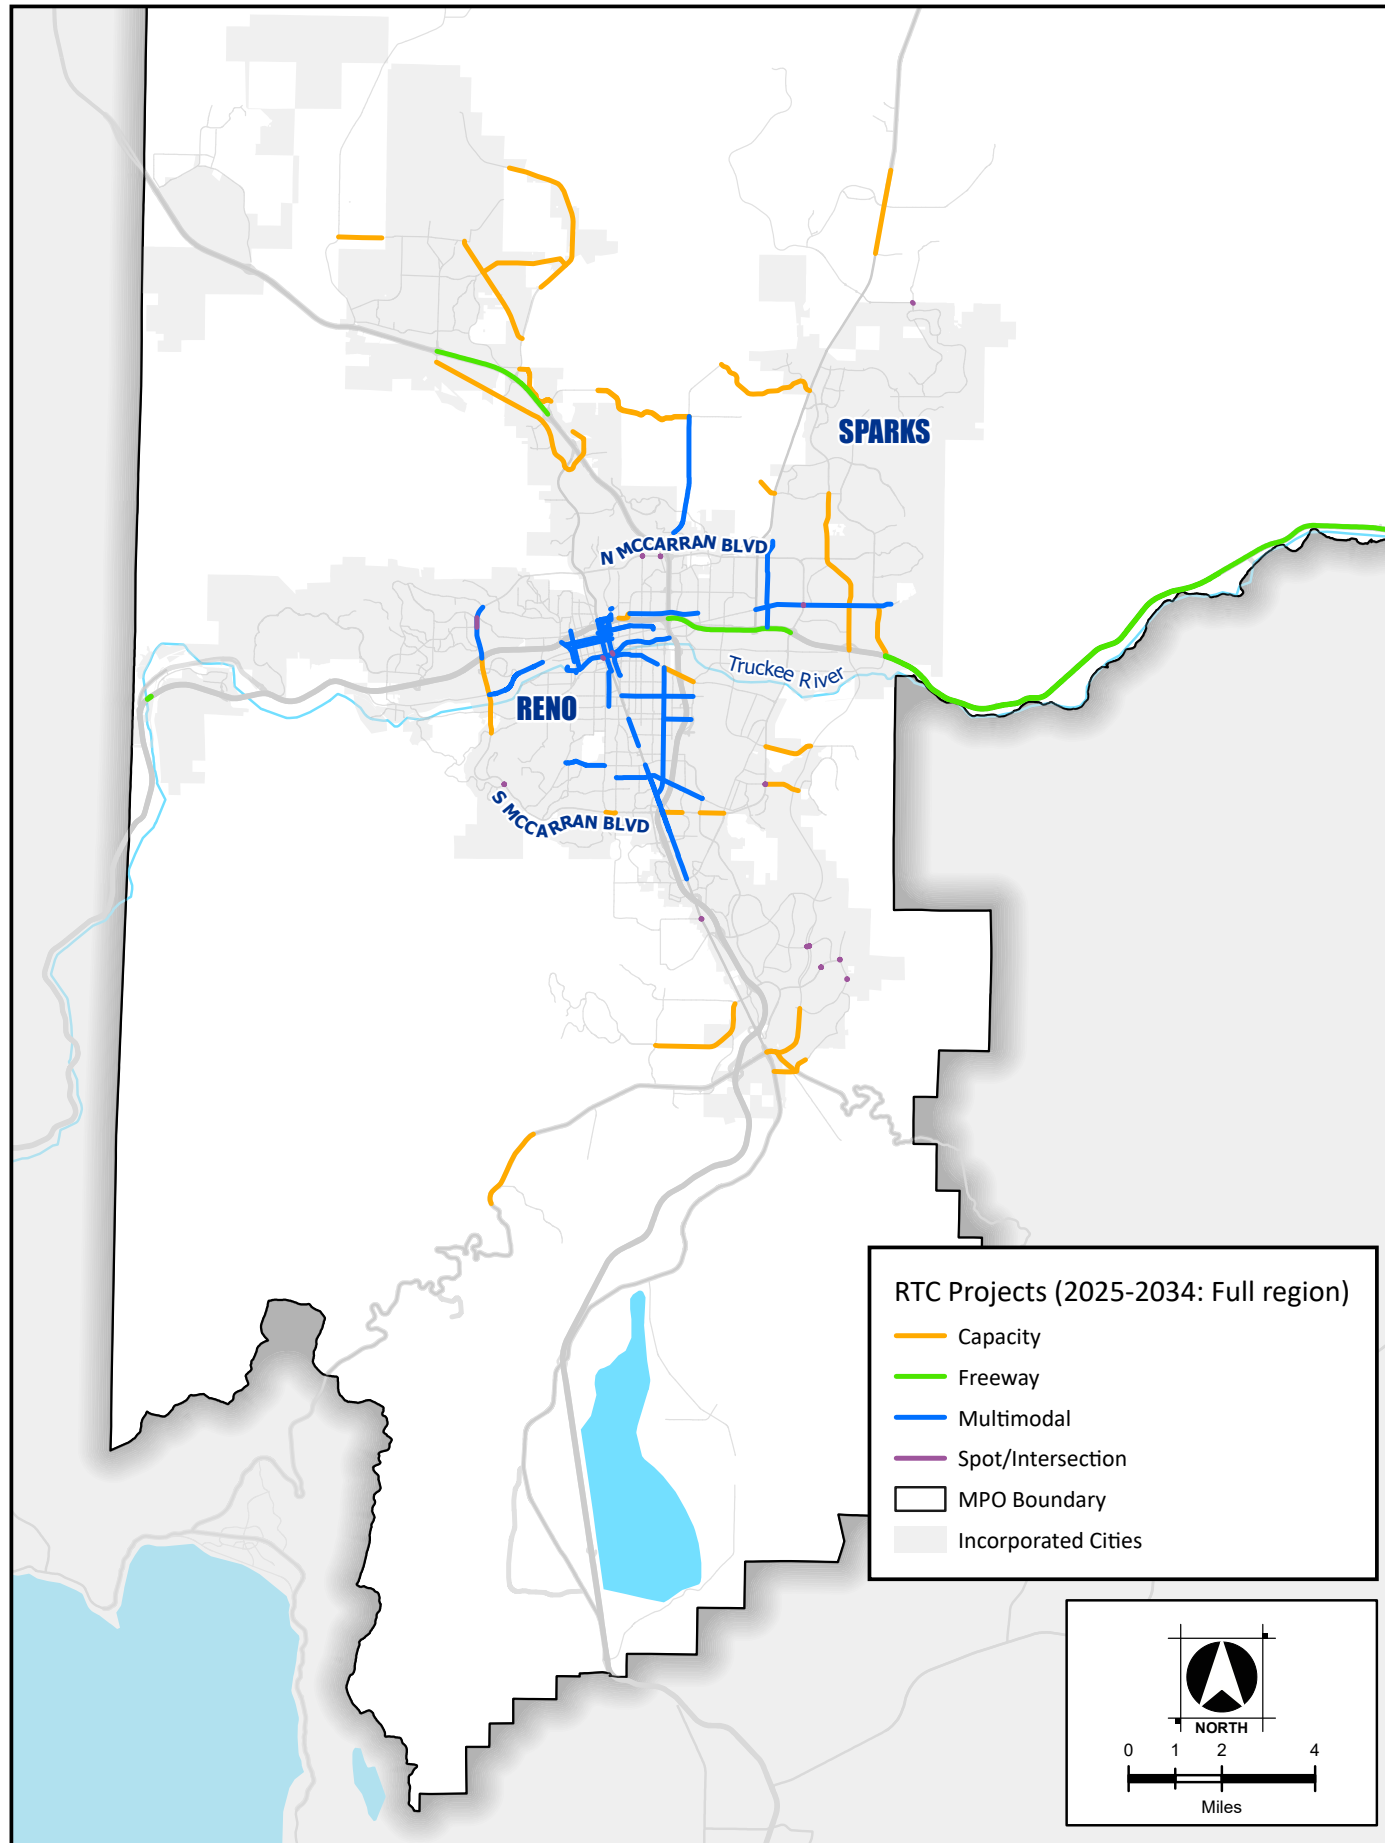 SPARKS
N MCCARRAN BLVD
Truckee River
RENO
S MCCARRAN BLVD
RTC Projects (2025-2034: Full region)
Capacity
Freeway
Multimodal
Spot/Intersection
MPO Boundary
Incorporated Cities
NORTH
0 1 2 4
Miles